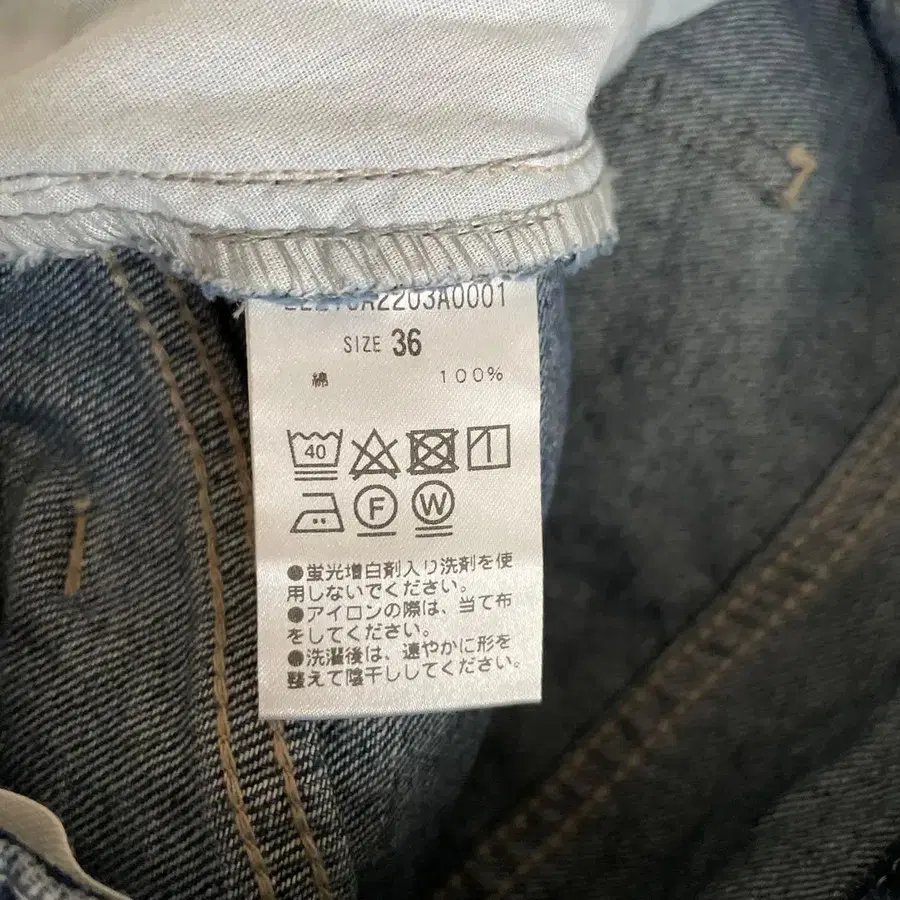 SIZE 36
綿 100%
40
F W
●蛍光増白剤入り洗剤を使
用しないでください。
●アイロンの際は、当て布
をしてください。
●洗濯後は、速やかに形を
整えて陰干ししてください。